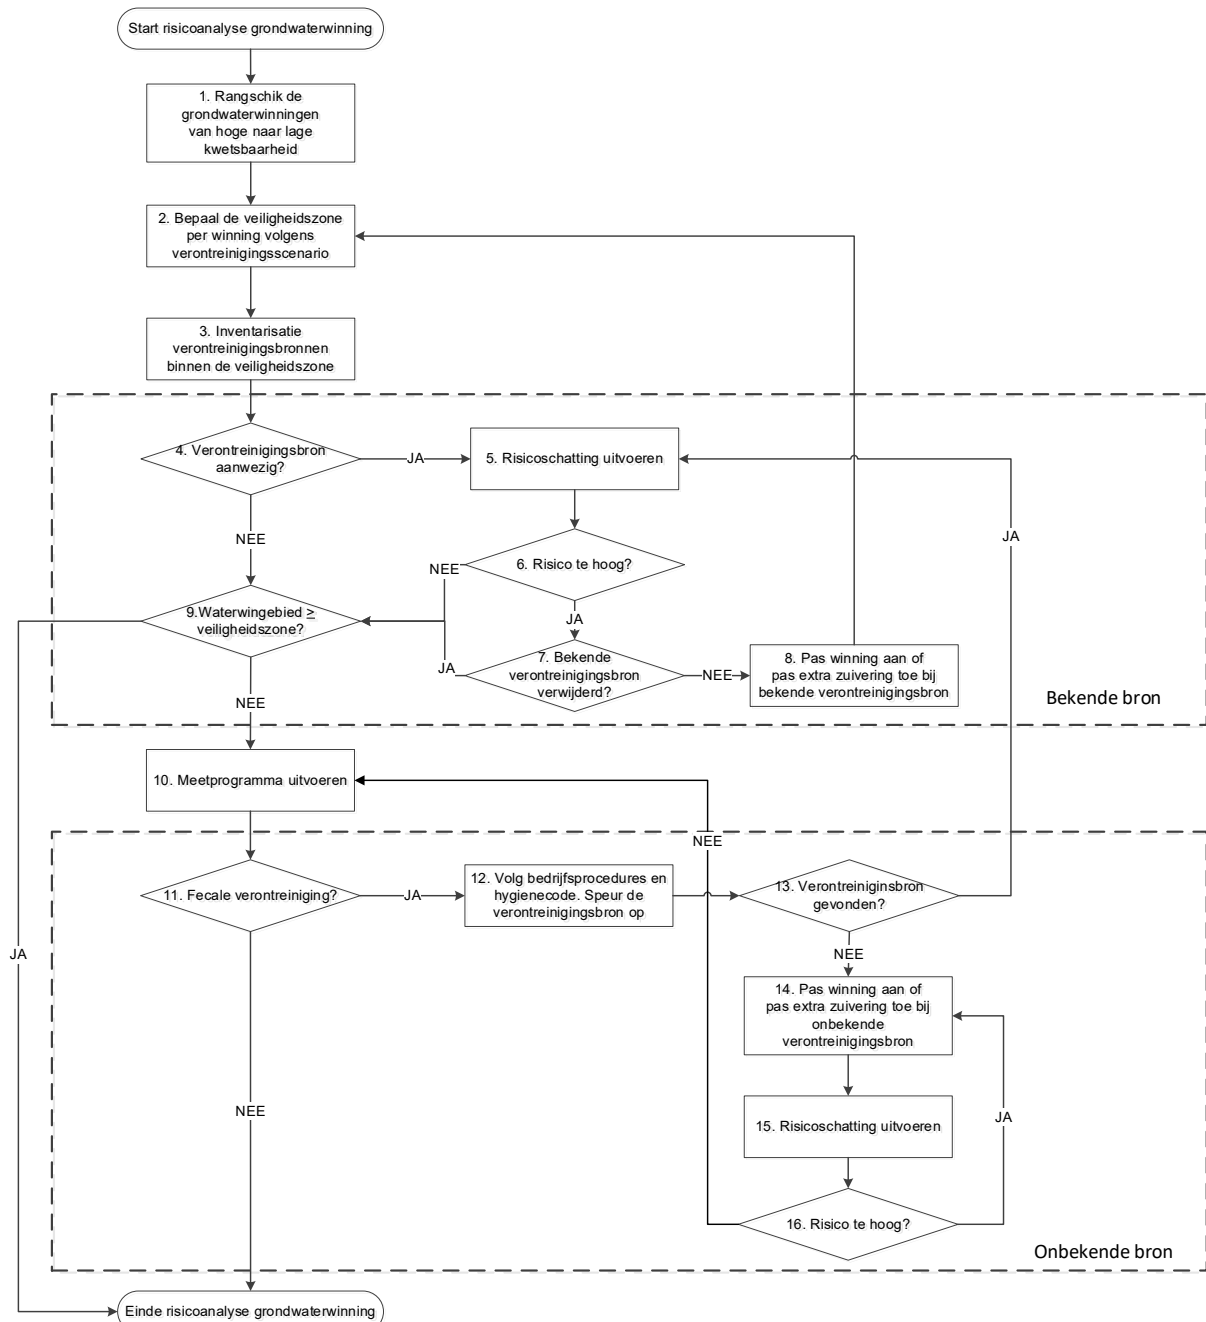 Start risicoanalyse grondwaterwinning
1. Rangschik de
grondwaterwinningen
van hoge naar lage
kwetsbaarheid
2. Bepaal de veiligheidszone
per winning volgens
verontreinigingsscenario
3. Inventarisatie
verontreinigingsbronnen
binnen de veiligheidszone
4. Verontreinigingsbron
aanwezig?
JA
5. Risicoschatting uitvoeren
NEE
JA
6. Risico te hoog?
NEE
JA
9.Waterwingebied ≥
veiligheidszone?
7. Bekende
verontreinigingsbron
verwijderd?
JA
NEE
8. Pas winning aan of
pas extra zuivering toe bij
bekende verontreinigingsbron
NEE
Bekende bron
10. Meetprogramma uitvoeren
NEE
11. Fecale verontreiniging?
JA
12. Volg bedrijfsprocedures en
hygienecode. Speur de
verontreinigingsbron op
13. Verontreiniginsbron
gevonden?
JA
NEE
14. Pas winning aan of
pas extra zuivering toe bij
onbekende
verontreinigingsbron
NEE
15. Risicoschatting uitvoeren
JA
16. Risico te hoog?
Onbekende bron
Einde risicoanalyse grondwaterwinning